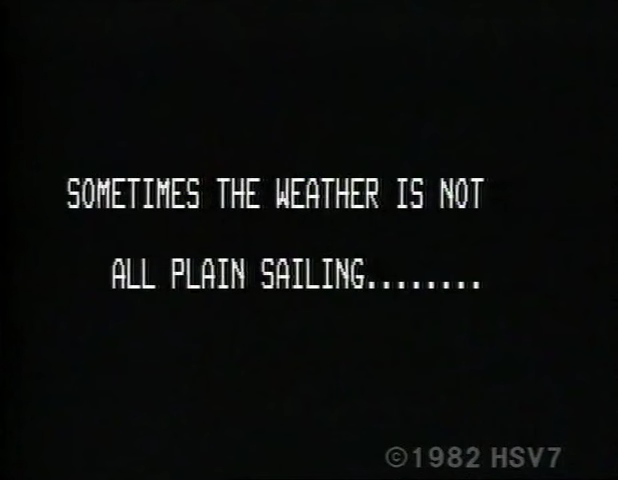 SOMETIMES THE WEATHER IS NOT
ALL PLAIN SAILING........
©1982 HSV7